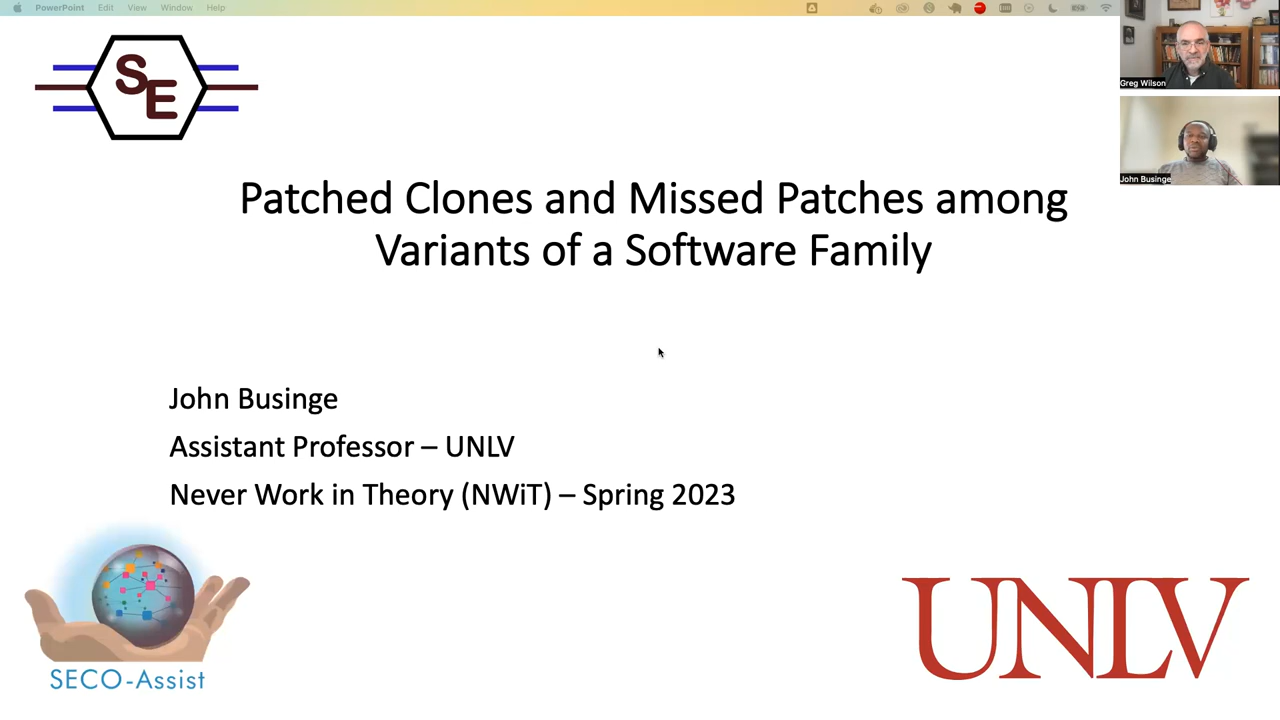 PowerPoint Edit View Window Help
SE
Greg Wilson
John Businge
Patched Clones and Missed Patches among
Variants of a Software Family
John Businge
Assistant Professor – UNLV
Never Work in Theory (NWiT) – Spring 2023
SECO-Assist
UNLV